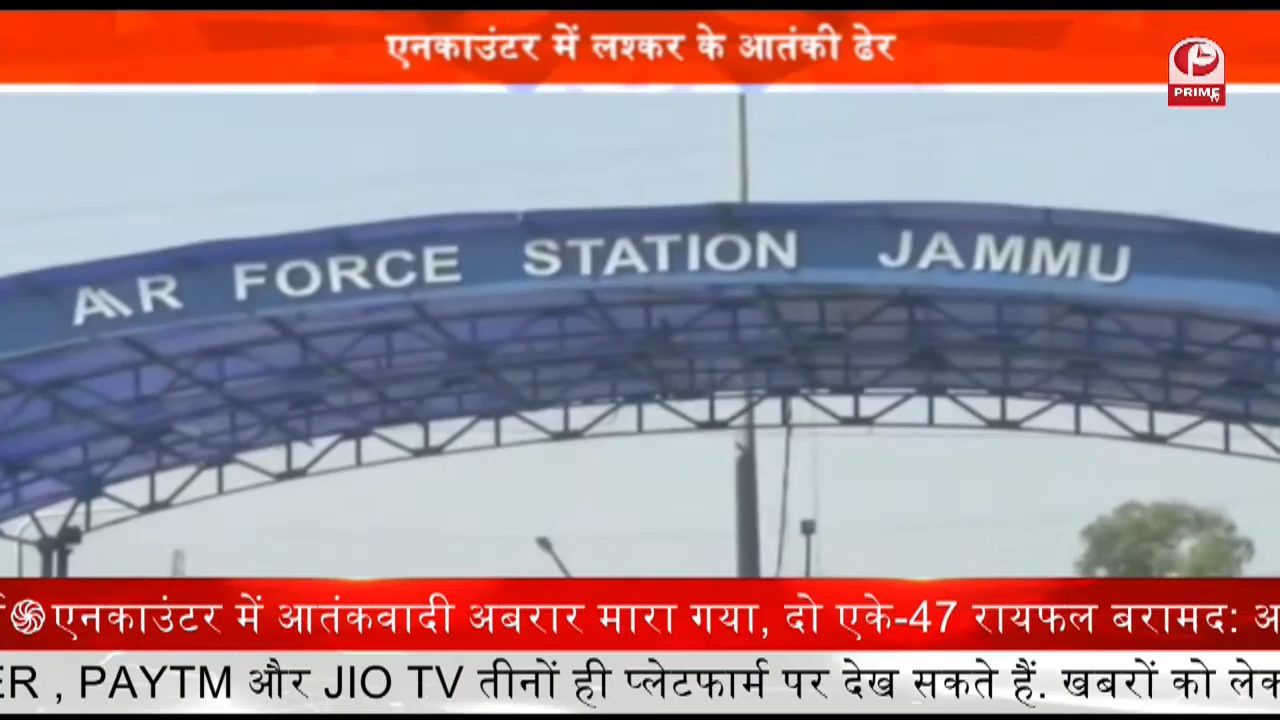 एनकाउंटर में लश्कर के आतंकी ढेर
PRIME TV
AIR FORCE STATION JAMMU
एनकाउंटर में आतंकवादी अबरार मारा गया, दो एके-47 रायफल बरामद: अ
ER , PAYTM और JIO TV तीनों ही प्लेटफार्म पर देख सकते हैं. खबरों को लेक